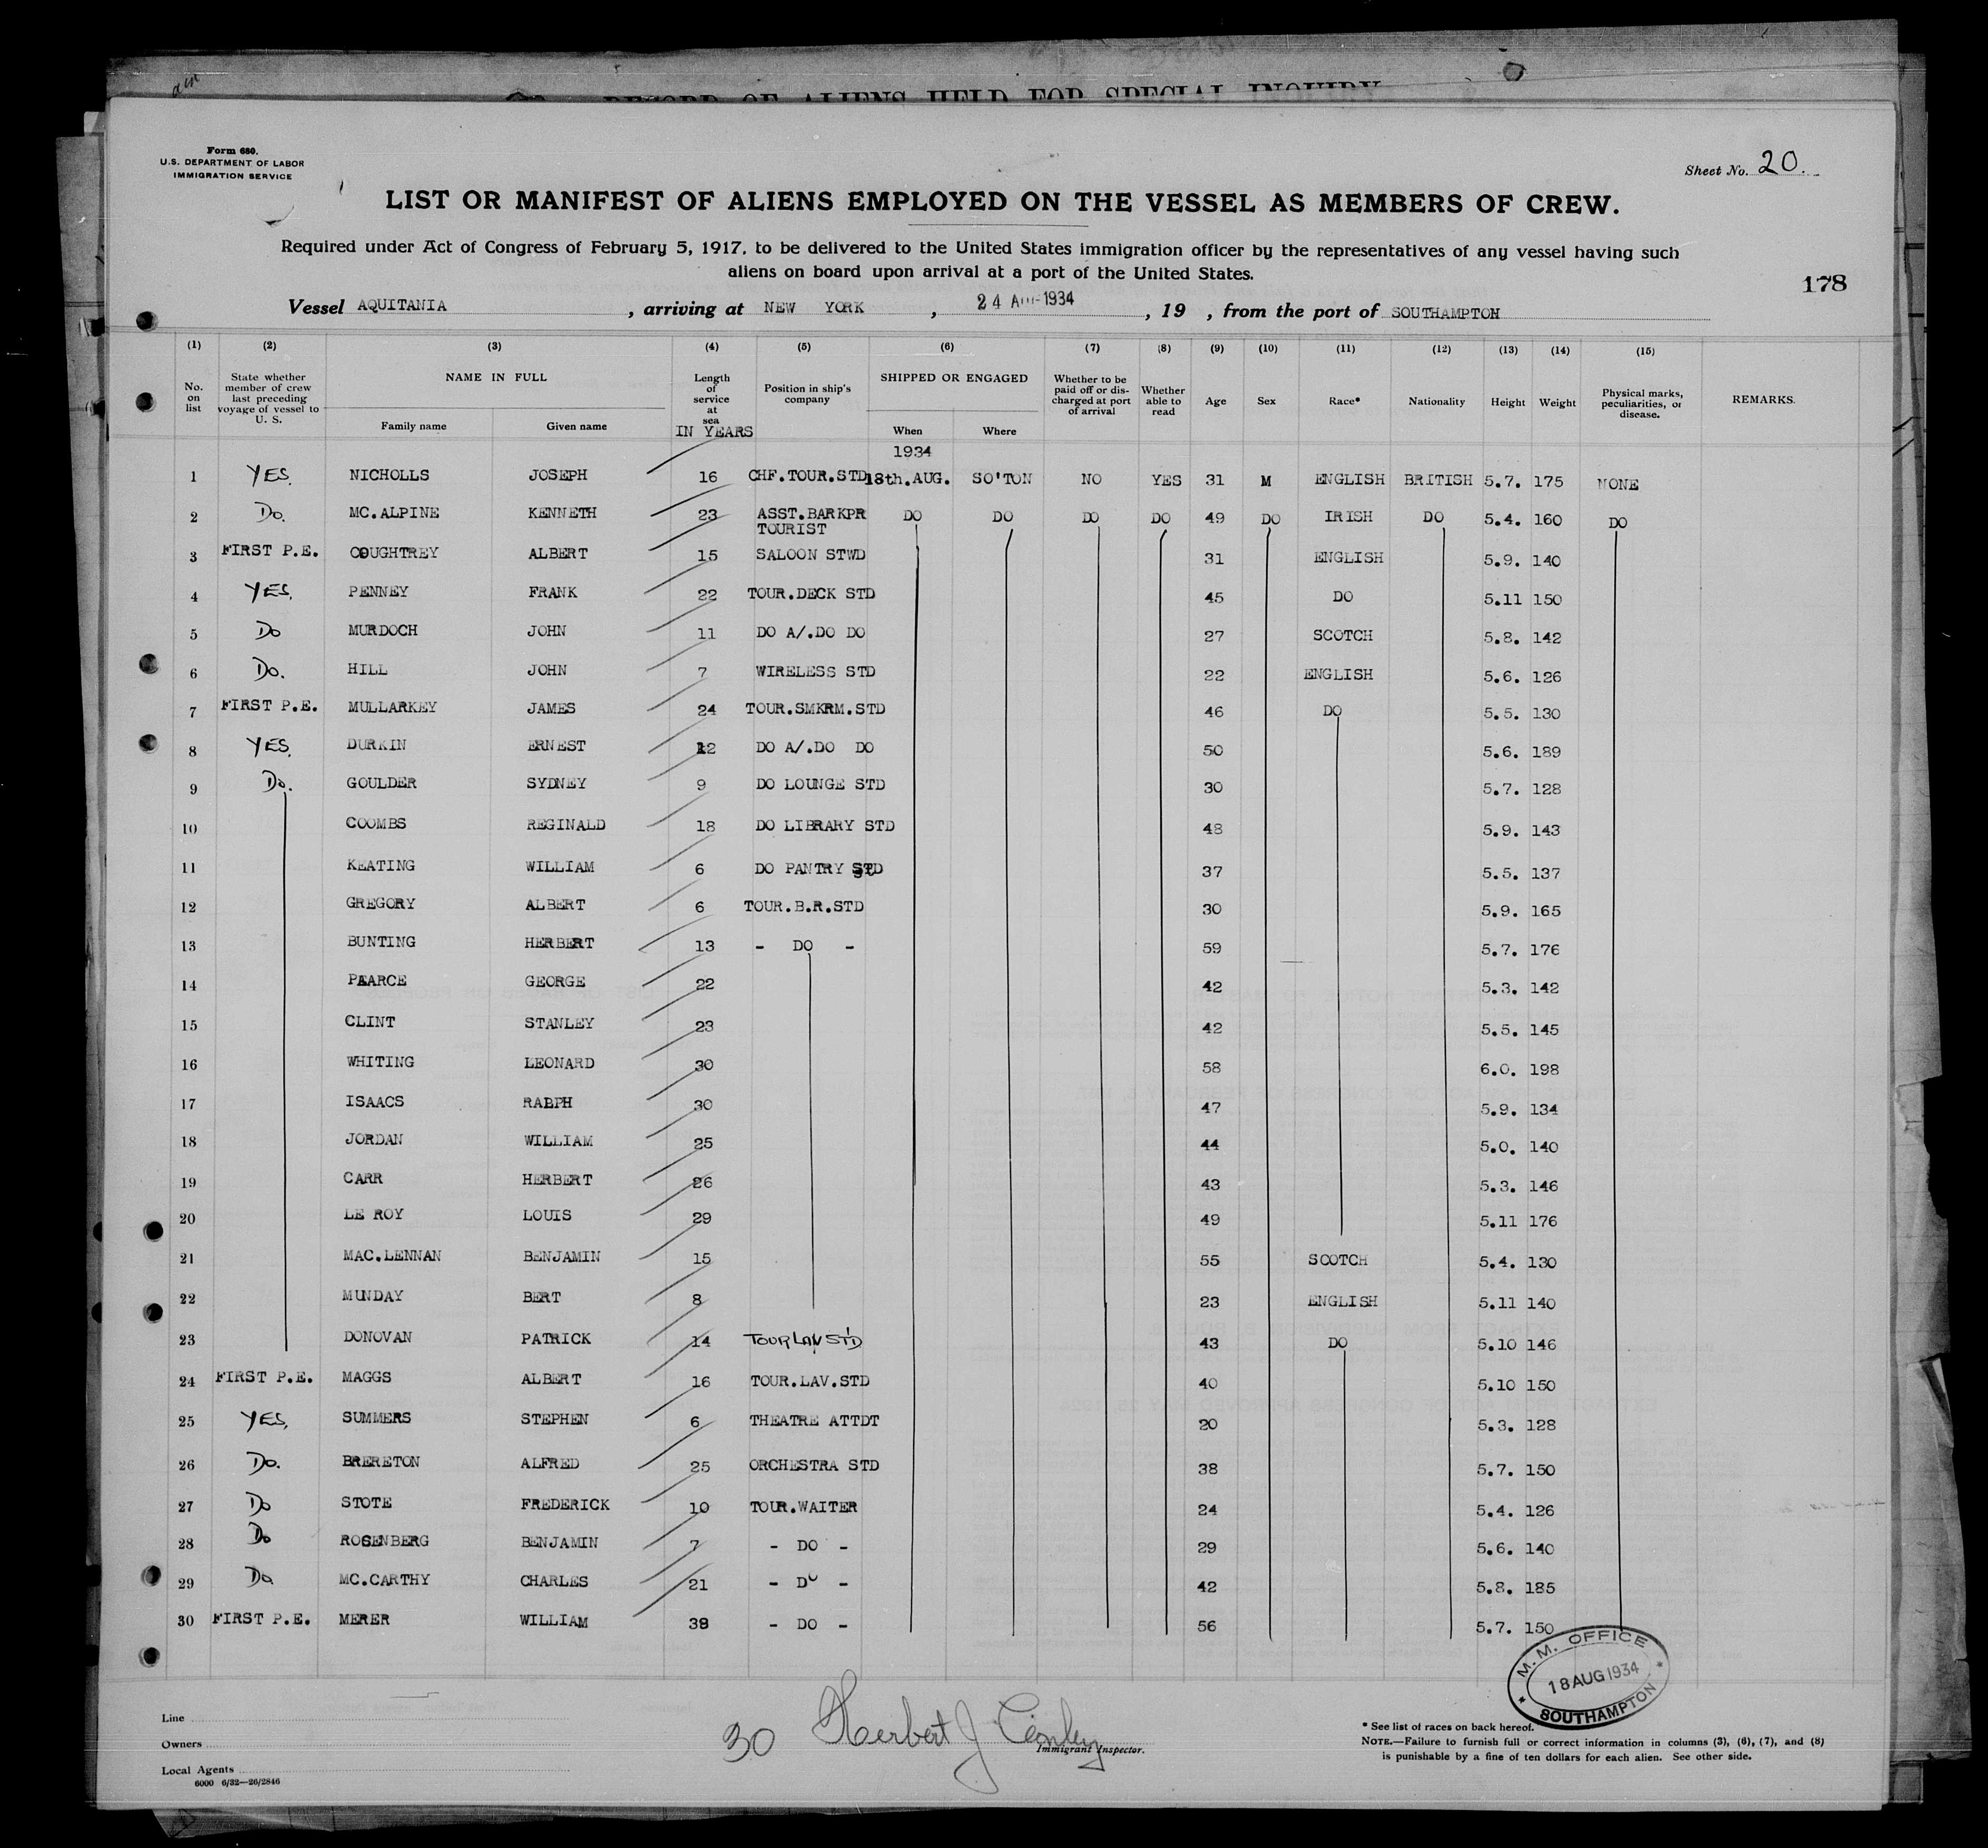 RECORD OF ALIENS HELD FOR SPECIAL INQUIRY
Form 680.
U.S. DEPARTMENT OF LABOR
IMMIGRATION SERVICE
Sheet No. 20.
LIST OR MANIFEST OF ALIENS EMPLOYED ON THE VESSEL AS MEMBERS OF CREW.
Required under Act of Congress of February 5, 1917, to be delivered to the United States immigration officer by the representatives of any vessel having such
aliens on board upon arrival at a port of the United States.
178
Vessel AQUITANIA, arriving at NEW YORK, 24 AUG 1934, 19 , from the port of SOUTHAMPTON
(1) (2) (3) (4) (5) (6) (7) (8) (9) (10) (11) (12) (13) (14) (15)
No. on list State whether member of crew last preceding voyage of vessel to U. S. NAME IN FULL Family name Given name Length of service at sea IN YEARS Position in ship's company SHIPPED OR ENGAGED When Where Whether to be paid off or discharged at port of arrival Whether able to read Age Sex Race* Nationality Height Weight Physical marks, peculiarities, or disease. REMARKS.
1934
1 YES. NICHOLLS JOSEPH 16 CHF.TOUR.STD 18th.AUG. SO'TON NO YES 31 M ENGLISH BRITISH 5.7. 175 NONE
2 Do. MC.ALPINE KENNETH 23 ASST.BARKPR TOURIST DO DO DO DO 49 DO IRISH DO 5.4. 160 DO
3 FIRST P.E. COUGHTREY ALBERT 15 SALOON STWD 31 ENGLISH 5.9. 140
4 YES. PENNEY FRANK 22 TOUR.DECK STD 45 DO 5.11 150
5 Do MURDOCH JOHN 11 DO A/.DO DO 27 SCOTCH 5.8. 142
6 Do. HILL JOHN 7 WIRELESS STD 22 ENGLISH 5.6. 126
7 FIRST P.E. MULLARKEY JAMES 24 TOUR.SMKRM.STD 46 DO 5.5. 130
8 YES. DURKIN ERNEST 12 DO A/.DO DO 50 5.6. 189
9 Do. GOULDER SYDNEY 9 DO LOUNGE STD 30 5.7. 128
10 COOMBS REGINALD 18 DO LIBRARY STD 48 5.9. 143
11 KEATING WILLIAM 6 DO PANTRY STD 37 5.5. 137
12 GREGORY ALBERT 6 TOUR.B.R.STD 30 5.9. 165
13 BUNTING HERBERT 13 - DO - 59 5.7. 176
14 PEARCE GEORGE 22 42 5.3. 142
15 CLINT STANLEY 23 42 5.5. 145
16 WHITING LEONARD 30 58 6.0. 198
17 ISAACS RALPH 30 47 5.9. 134
18 JORDAN WILLIAM 25 44 5.0. 140
19 CARR HERBERT 26 43 5.3. 146
20 LE ROY LOUIS 29 49 5.11 176
21 MAC.LENNAN BENJAMIN 15 55 SCOTCH 5.4. 130
22 MUNDAY BERT 8 23 ENGLISH 5.11 140
23 DONOVAN PATRICK 14 TOUR LAV STD 43 DO 5.10 146
24 FIRST P.E. MAGGS ALBERT 16 TOUR.LAV.STD 40 5.10 150
25 YES. SUMMERS STEPHEN 6 THEATRE ATTDT 20 5.3. 128
26 Do. BRERETON ALFRED 25 ORCHESTRA STD 38 5.7. 150
27 Do STOTE FREDERICK 10 TOUR.WAITER 24 5.4. 126
28 Do ROSENBERG BENJAMIN 7 - DO - 29 5.6. 140
29 Do MC.CARTHY CHARLES 21 - DO - 42 5.8. 185
30 FIRST P.E. MERER WILLIAM 38 - DO - 56 5.7. 150
M. M. OFFICE
18 AUG 1934
SOUTHAMPTON
Line
Owners
Local Agents
6000 6/32—26/2846
30 Herbert J
Immigrant Inspector.
* See list of races on back hereof.
NOTE.—Failure to furnish full or correct information in columns (3), (6), (7), and (8)
is punishable by a fine of ten dollars for each alien. See other side.